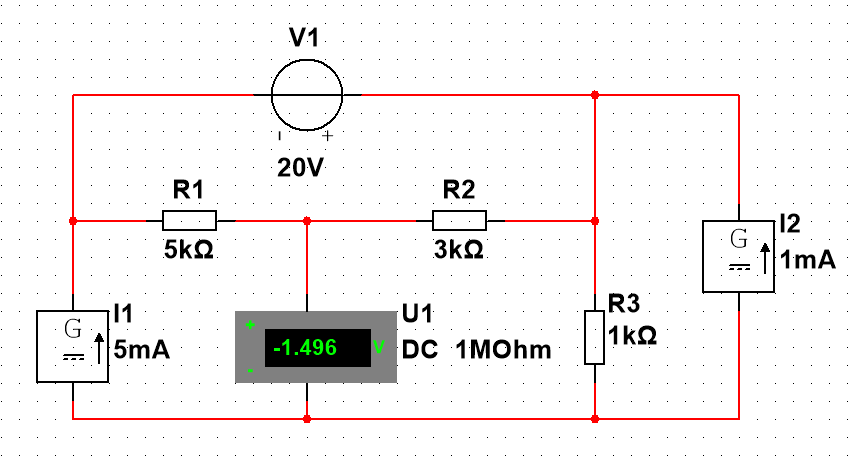 V1
- +
20V
R1
5kΩ
R2
3kΩ
I2
G
1mA
I1
G
5mA
+
-1.496 V
-
U1
DC 1MOhm
R3
1kΩ